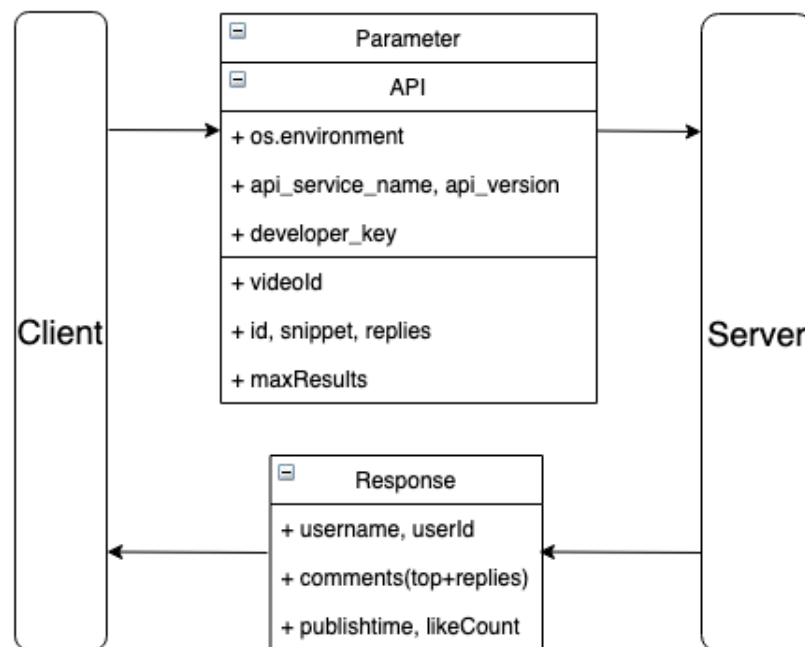 Parameter
API
+ os.environment
+ api_service_name, api_version
+ developer_key
+ videoId
+ id, snippet, replies
+ maxResults
Client
Server
Response
+ username, userId
+ comments(top+replies)
+ publishtime, likeCount